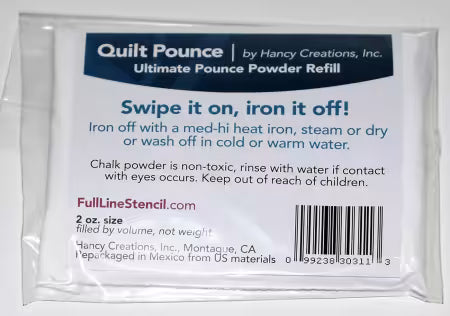 Quilt Pounce | by Hancy Creations, Inc.
Ultimate Pounce Powder Refill
Swipe it on, iron it off!
Iron off with a med-hi heat iron, steam or dry
or wash off in cold or warm water.
Chalk powder is non-toxic, rinse with water if contact
with eyes occurs. Keep out of reach of children.
FullLineStencil.com
2 oz. size
filled by volume, not weight
Hancy Creations, Inc., Montague, CA
Repackaged in Mexico from US materials
0 99238 30311 3